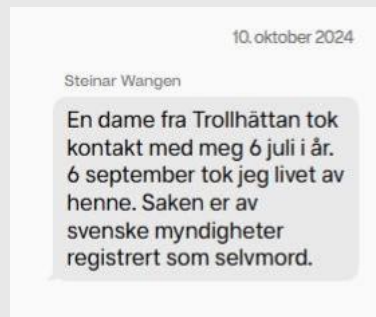 10. oktober 2024
Steinar Wangen
En dame fra Trollhättan tok
kontakt med meg 6 juli i år.
6 september tok jeg livet av
henne. Saken er av
svenske myndigheter
registrert som selvmord.